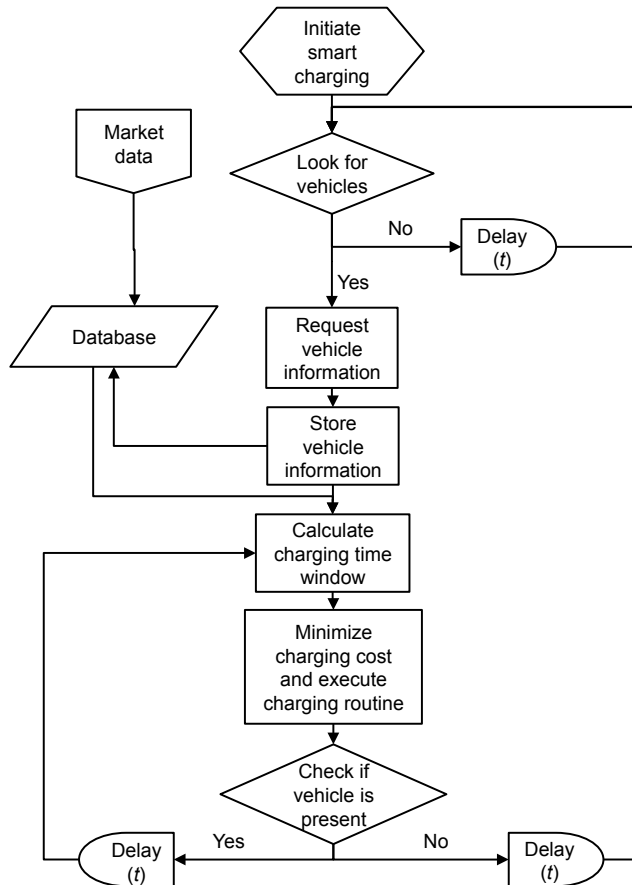 Initiate
smart
charging
Market
data
Look for
vehicles
No
Delay
(t)
Yes
Database
Request
vehicle
information
Store
vehicle
information
Calculate
charging time
window
Minimize
charging cost
and execute
charging routine
Check if
vehicle is
present
Yes
No
Delay
(t)
Delay
(t)